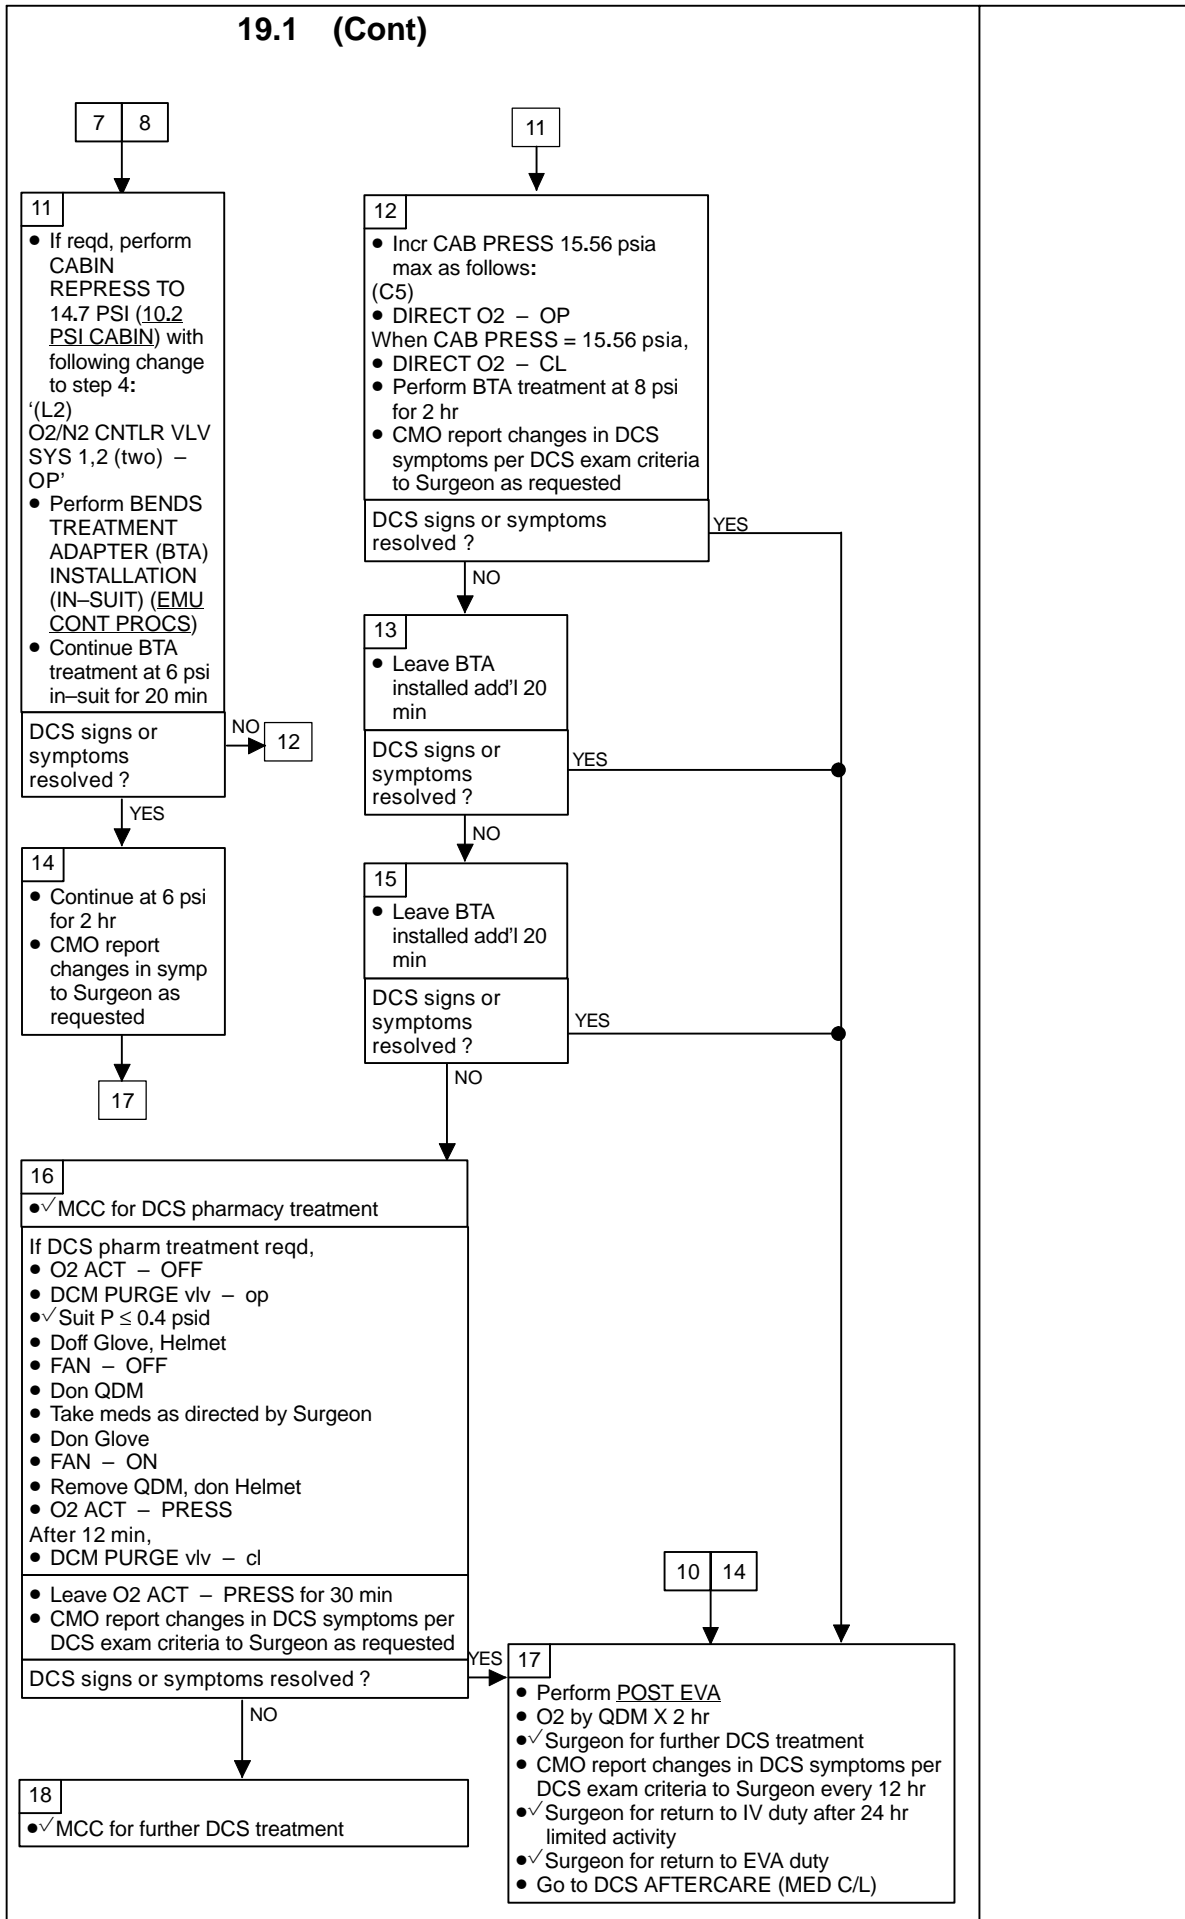 19.1 (Cont)
7 8
11
● If reqd, perform
CABIN
REPRESS TO
14.7 PSI (10.2
PSI CABIN) with
following change
to step 4:
‘(L2)
O2/N2 CNTLR VLV
SYS 1,2 (two) –
OP’
● Perform BENDS
TREATMENT
ADAPTER (BTA)
INSTALLATION
(IN–SUIT) (EMU
CONT PROCS)
● Continue BTA
treatment at 6 psi
in–suit for 20 min
DCS signs or
symptoms
resolved ?
NO
12
YES
14
● Continue at 6 psi
for 2 hr
● CMO report
changes in symp
to Surgeon as
requested
17
11
12
● Incr CAB PRESS 15.56 psia
max as follows:
(C5)
● DIRECT O2 – OP
When CAB PRESS = 15.56 psia,
● DIRECT O2 – CL
● Perform BTA treatment at 8 psi
for 2 hr
● CMO report changes in DCS
symptoms per DCS exam criteria
to Surgeon as requested
DCS signs or symptoms
resolved ?
YES
NO
13
● Leave BTA
installed add’l 20
min
DCS signs or
symptoms
resolved ?
YES
NO
15
● Leave BTA
installed add’l 20
min
DCS signs or
symptoms
resolved ?
YES
NO
16
●√MCC for DCS pharmacy treatment
If DCS pharm treatment reqd,
● O2 ACT – OFF
● DCM PURGE vlv – op
●√Suit P ≤ 0.4 psid
● Doff Glove, Helmet
● FAN – OFF
● Don QDM
● Take meds as directed by Surgeon
● Don Glove
● FAN – ON
● Remove QDM, don Helmet
● O2 ACT – PRESS
After 12 min,
● DCM PURGE vlv – cl
● Leave O2 ACT – PRESS for 30 min
● CMO report changes in DCS symptoms per
DCS exam criteria to Surgeon as requested
DCS signs or symptoms resolved ?
YES
NO
18
●√MCC for further DCS treatment
10 14
17
● Perform POST EVA
● O2 by QDM X 2 hr
●√Surgeon for further DCS treatment
● CMO report changes in DCS symptoms per
DCS exam criteria to Surgeon every 12 hr
●√Surgeon for return to IV duty after 24 hr
limited activity
●√Surgeon for return to EVA duty
● Go to DCS AFTERCARE (MED C/L)